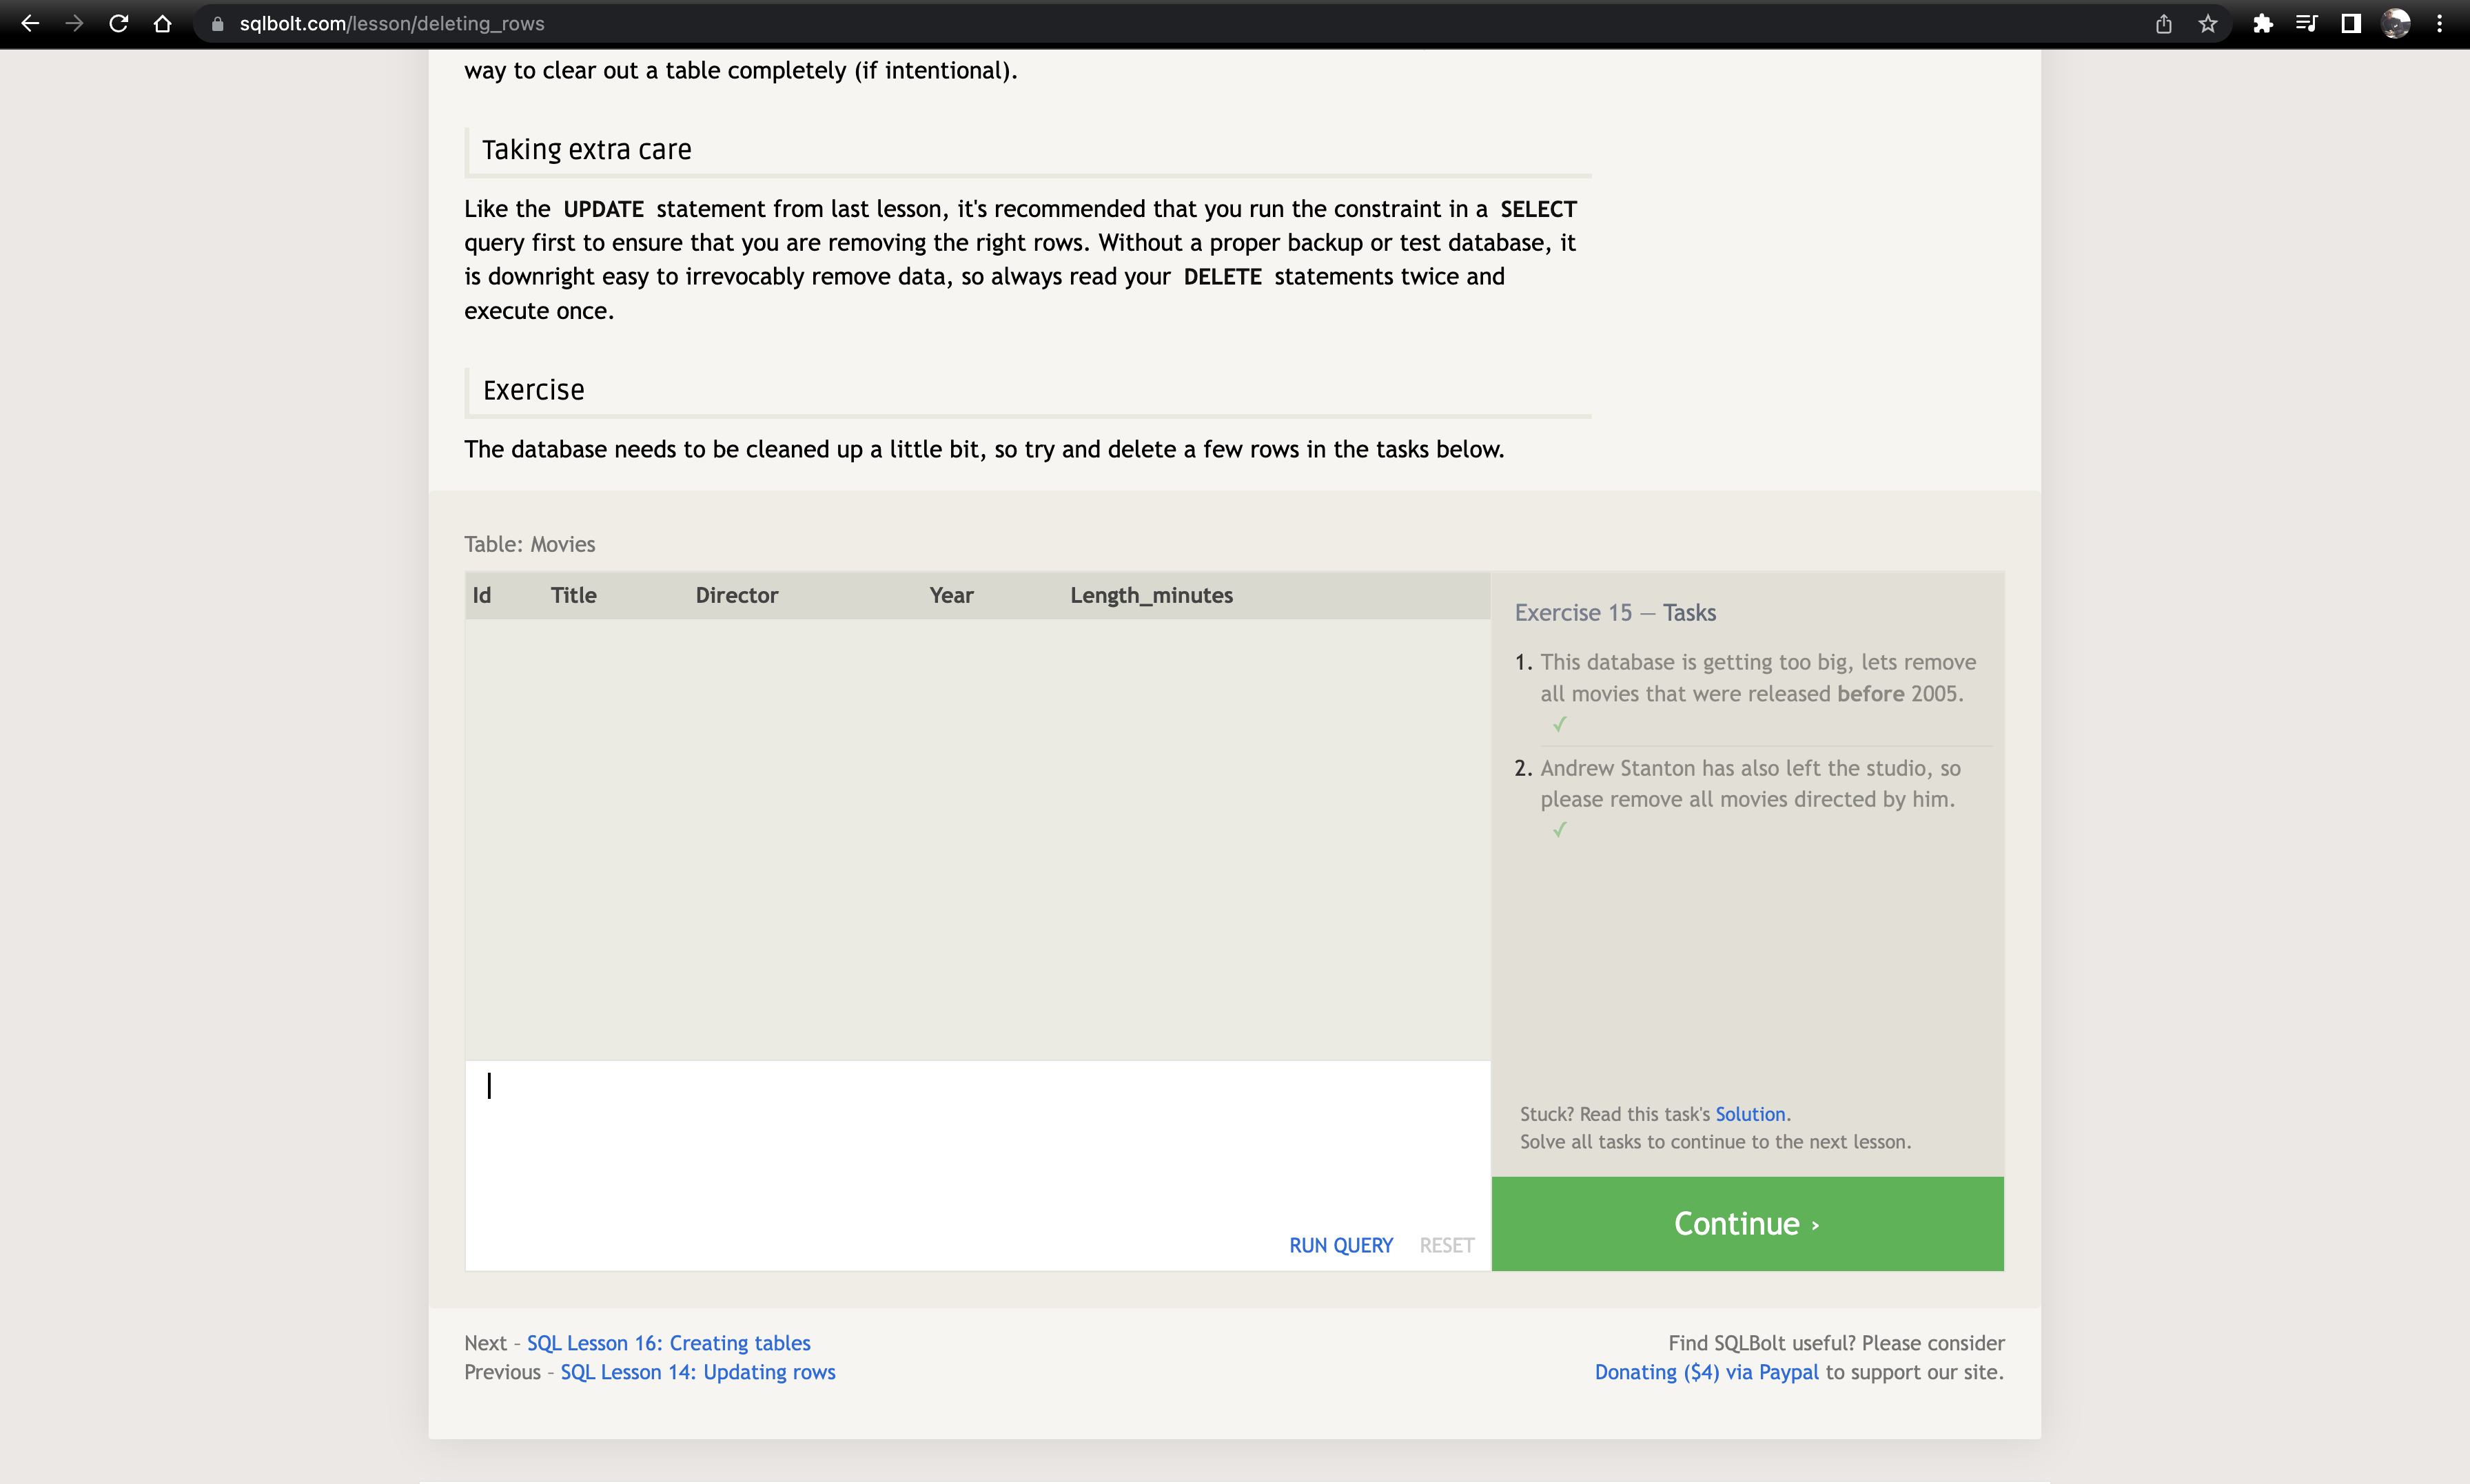 sqlbolt.com/lesson/deleting_rows
way to clear out a table completely (if intentional).
Taking extra care
Like the UPDATE statement from last lesson, it's recommended that you run the constraint in a SELECT
query first to ensure that you are removing the right rows. Without a proper backup or test database, it
is downright easy to irrevocably remove data, so always read your DELETE statements twice and
execute once.
Exercise
The database needs to be cleaned up a little bit, so try and delete a few rows in the tasks below.
Table: Movies
Id Title Director Year Length_minutes
Exercise 15 — Tasks
1. This database is getting too big, lets remove
all movies that were released before 2005.
✓
2. Andrew Stanton has also left the studio, so
please remove all movies directed by him.
✓
Stuck? Read this task's Solution.
Solve all tasks to continue to the next lesson.
RUN QUERY RESET
Continue ›
Next – SQL Lesson 16: Creating tables
Previous – SQL Lesson 14: Updating rows
Find SQLBolt useful? Please consider
Donating ($4) via Paypal to support our site.